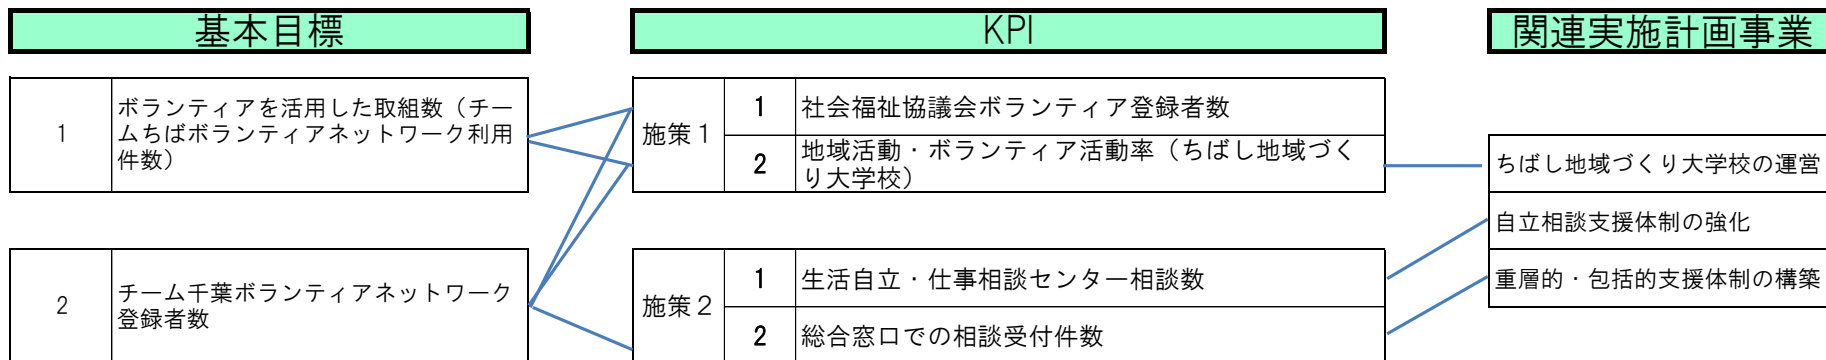 基本目標
KPI
関連実施計画事業
1
ボランティアを活用した取組数（チー
ムちばボランティアネットワーク利用
件数）
施策１
1
社会福祉協議会ボランティア登録者数
2
地域活動・ボランティア活動率（ちばし地域づく
り大学校）
ちばし地域づくり大学校の運営
自立相談支援体制の強化
重層的・包括的支援体制の構築
2
チーム千葉ボランティアネットワーク
登録者数
施策２
1
生活自立・仕事相談センター相談数
2
総合窓口での相談受付件数